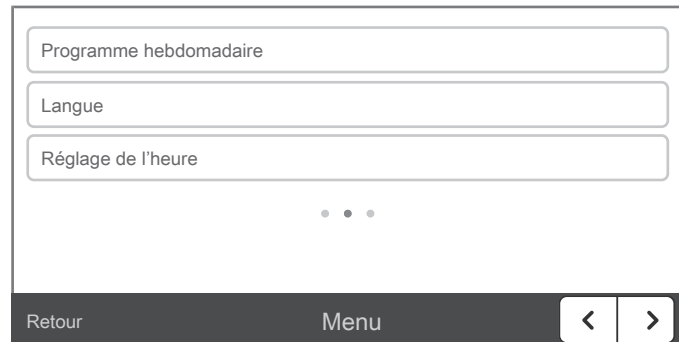 Programme hebdomadaire
Langue
Réglage de l’heure
Retour
Menu